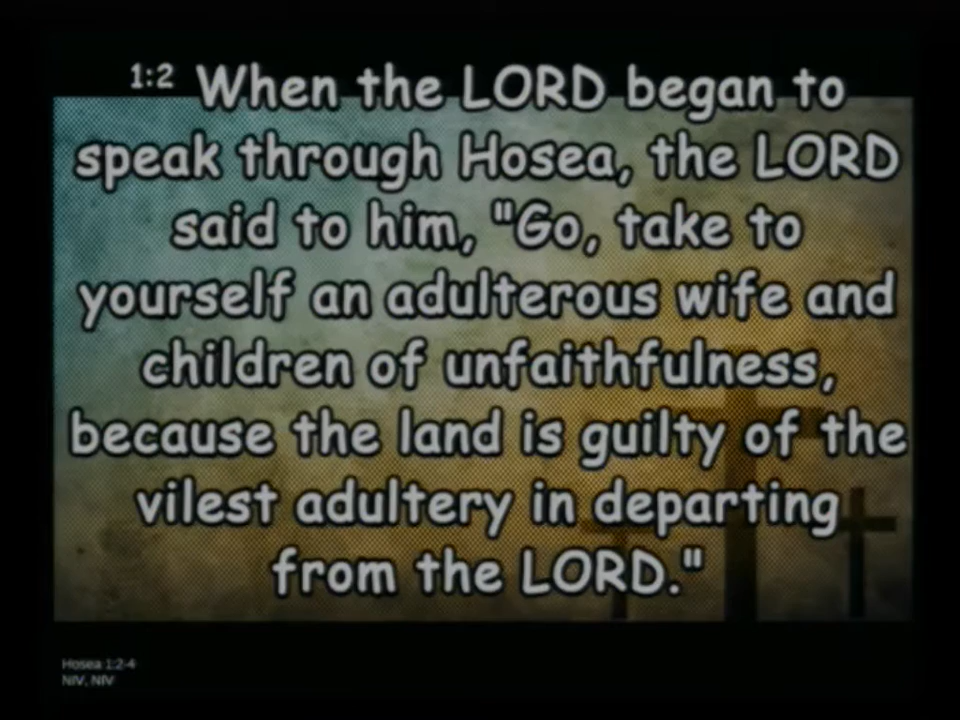 1:2 When the LORD began to
speak through Hosea, the LORD
said to him, "Go, take to
yourself an adulterous wife and
children of unfaithfulness,
because the land is guilty of the
vilest adultery in departing
from the LORD."
Hosea 1:2-4
NIV, NIV